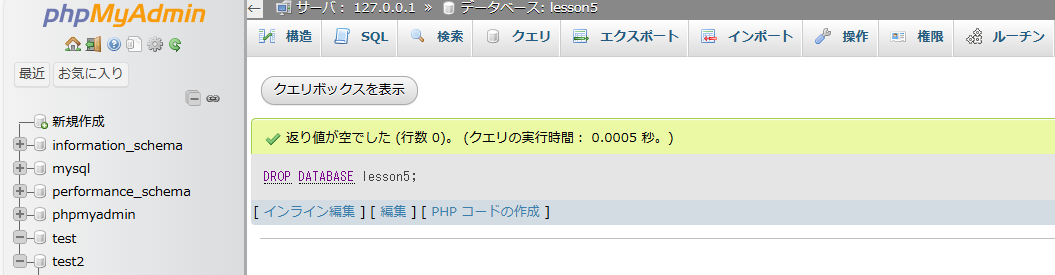 phpMyAdmin
最近 お気に入り
新規作成
information_schema
mysql
performance_schema
phpmyadmin
test
test2
サーバ: 127.0.0.1 » データベース: lesson5
構造 SQL 検索 クエリ エクスポート インポート 操作 権限 ルーチン
クエリボックスを表示
返り値が空でした (行数 0)。 (クエリの実行時間： 0.0005 秒。)
DROP DATABASE lesson5;
[ インライン編集 ] [ 編集 ] [ PHP コードの作成 ]